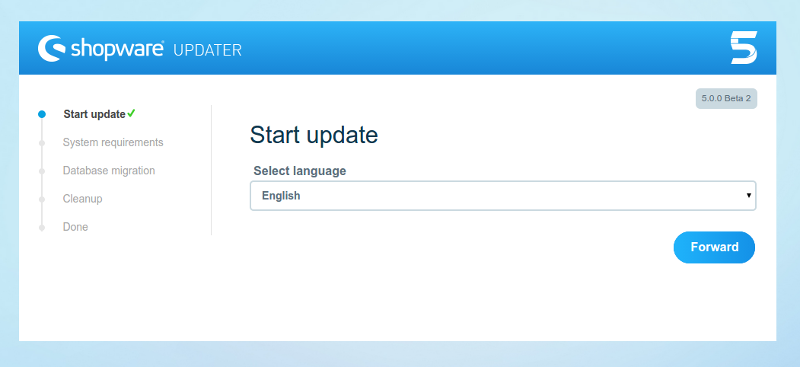 shopware UPDATER
5
5.0.0 Beta 2
Start update
System requirements
Database migration
Cleanup
Done
Start update
Select language
English
Forward